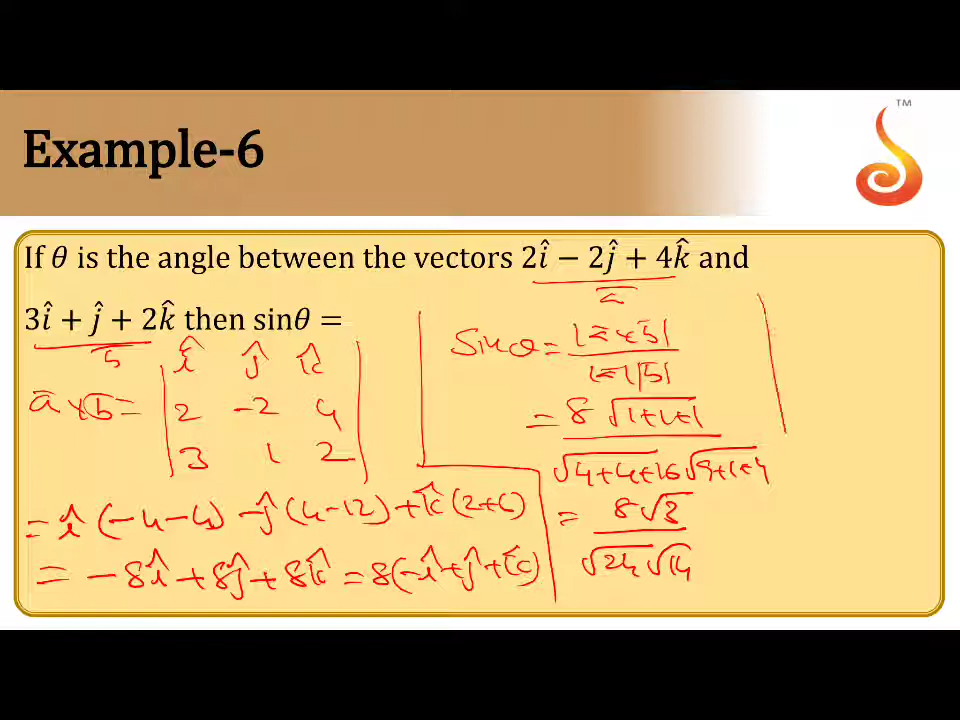 TM
Example-6
If θ is the angle between the vectors 2î − 2ĵ + 4k̂ and
a̅
3î + ĵ + 2k̂ then sinθ =
b̅
a̅ × b̅ = | î ĵ k̂ |
| 2 -2 4 |
| 3 1 2 |
= î (-4-4) - ĵ (4-12) + k̂ (2+6)
= -8î + 8ĵ + 8k̂ = 8(-î + ĵ + k̂)
Sinθ = |a̅ × b̅| / |a̅||b̅|
= 8 √1+1+1 / √4+4+16 √9+1+4
= 8√3 / √24 √14